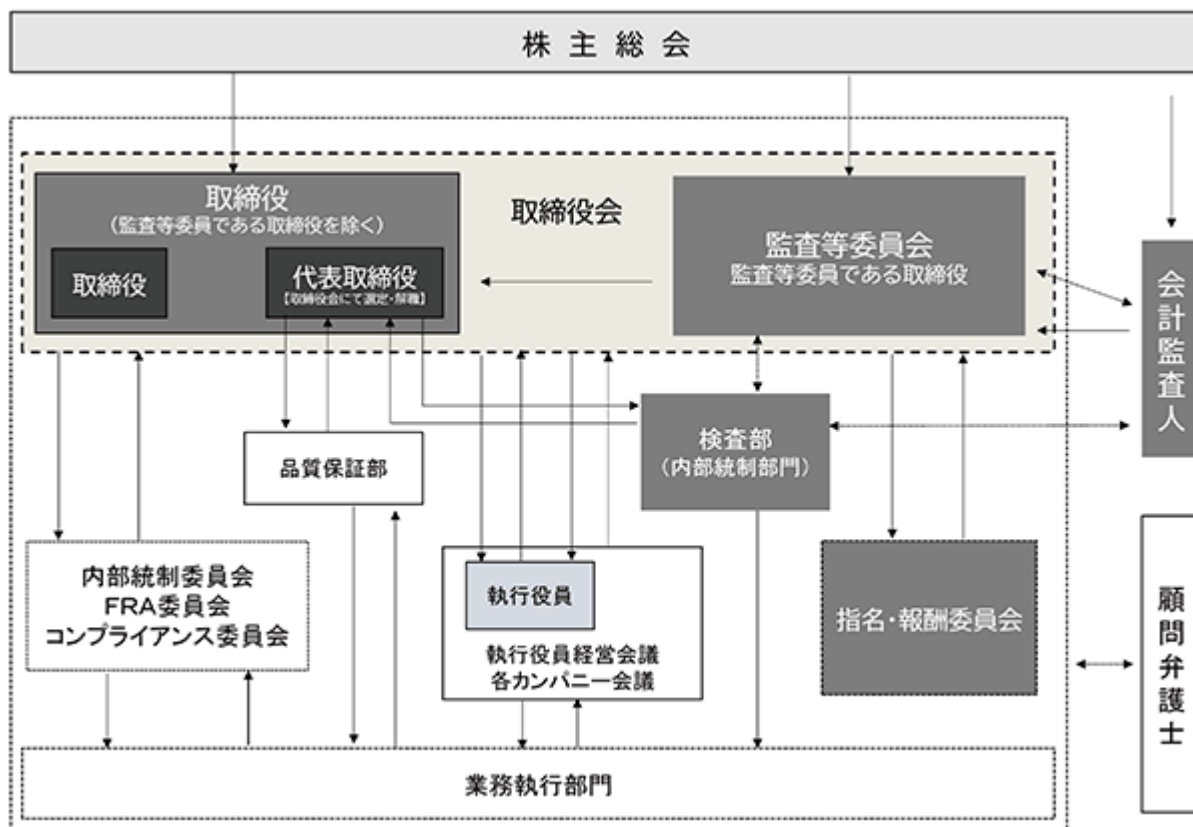 株主総会
取締役
(監査等委員である取締役を除く)
取締役
代表取締役
【取締役会にて選定・解職】
取締役会
監査等委員会
監査等委員である取締役
会計監査人
品質保証部
検査部
(内部統制部門)
内部統制委員会
FRA委員会
コンプライアンス委員会
執行役員
執行役員経営会議
各カンパニー会議
指名・報酬委員会
顧問弁護士
業務執行部門